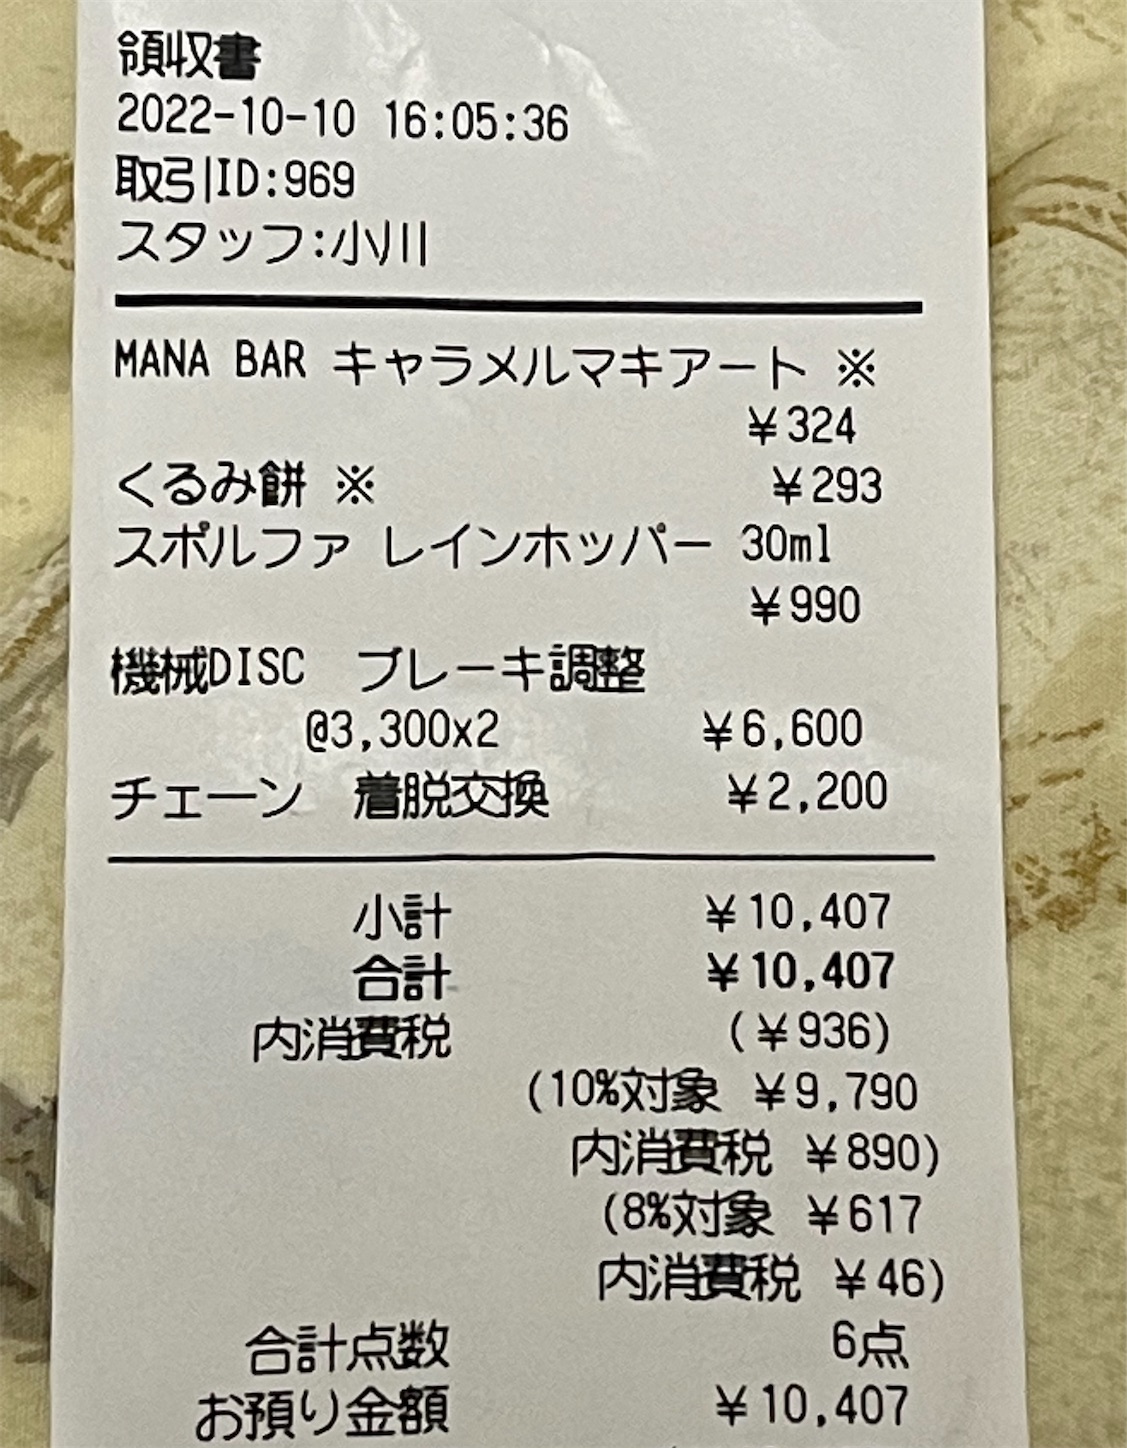 領収書
2022-10-10 16:05:36
取引ID:969
スタッフ:小川
MANA BAR キャラメルマキアート ※
¥324
くるみ餅 ※ ¥293
スポルファ レインホッパー 30ml
¥990
機械DISC ブレーキ調整
@3,300x2 ¥6,600
チェーン 着脱交換 ¥2,200
小計 ¥10,407
合計 ¥10,407
内消費税 (¥936)
(10%対象 ¥9,790
内消費税 ¥890)
(8%対象 ¥617
内消費税 ¥46)
合計点数 6点
お預り金額 ¥10,407